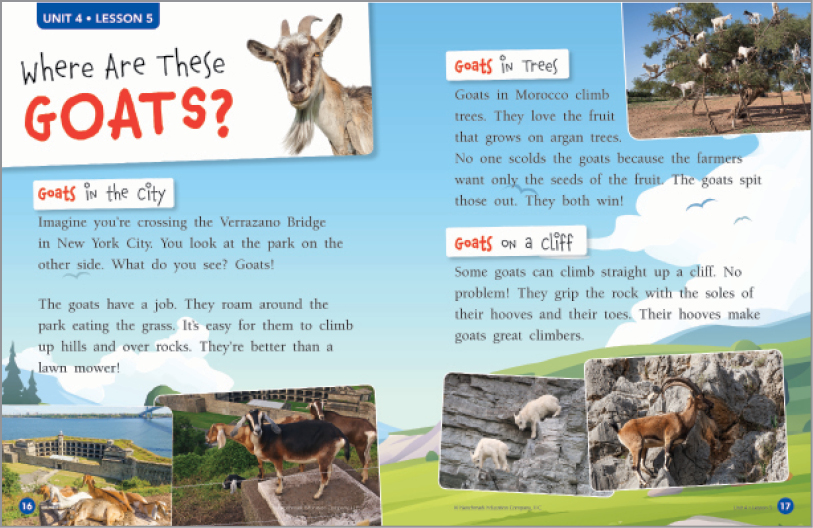 UNIT 4 • LESSON 5
Where Are These
GOATS?
Goats in the City
Imagine you're crossing the Verrazano Bridge
in New York City. You look at the park on the
other side. What do you see? Goats!
The goats have a job. They roam around the
park eating the grass. It's easy for them to climb
up hills and over rocks. They're better than a
lawn mower!
16
Goats in Trees
Goats in Morocco climb
trees. They love the fruit
that grows on argan trees.
No one scolds the goats because the farmers
want only the seeds of the fruit. The goats spit
those out. They both win!
Goats on a Cliff
Some goats can climb straight up a cliff. No
problem! They grip the rock with the soles of
their hooves and their toes. Their hooves make
goats great climbers.
© Benchmark Education Company, LLC
17